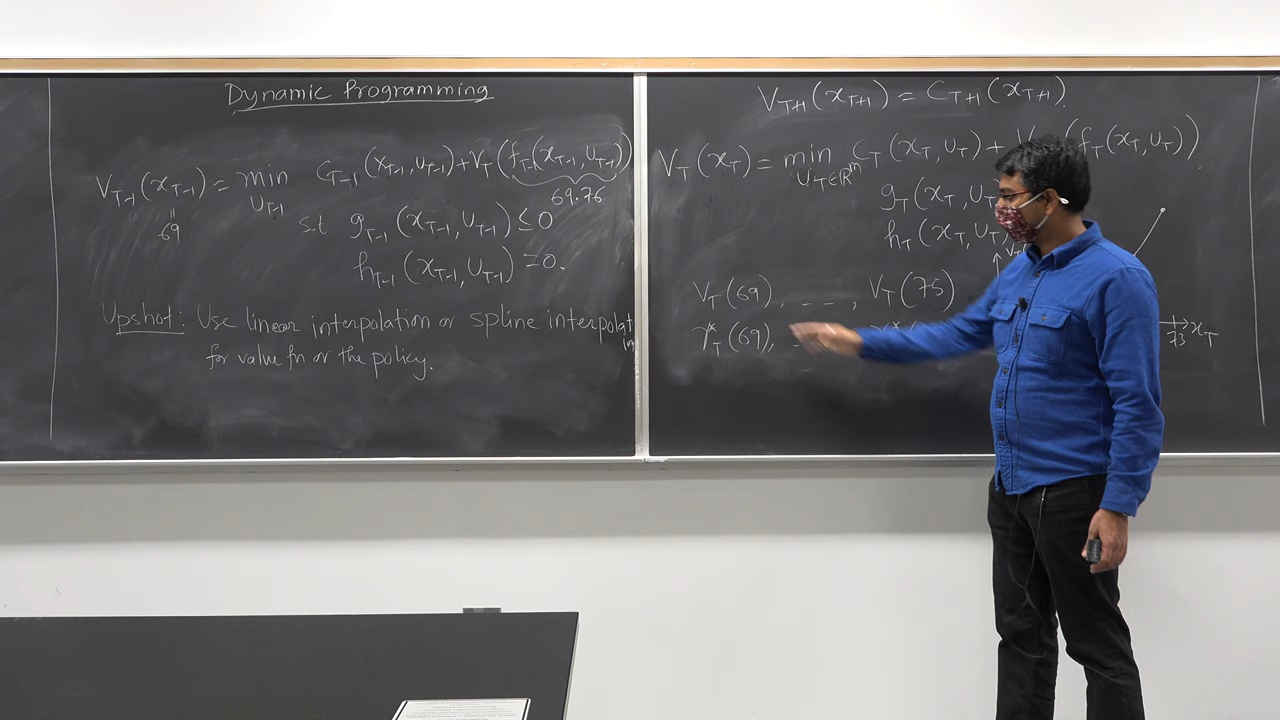 Dynamic Programming
V_{T-1}(x_{T-1}) = min_{u_{T-1}} C_{T-1}(x_{T-1}, u_{T-1}) + V_T(f_T(x_{T-1}, u_{T-1}))
= 69
69.76
s.t. g_{T-1}(x_{T-1}, u_{T-1}) ≤ 0
h_{T-1}(x_{T-1}, u_{T-1}) = 0.
Upshot: Use linear interpolation or spline interpolat
for value fn or the policy.
V_{T+1}(x_{T+1}) = C_{T+1}(x_{T+1}).
V_T(x_T) = min_{u_T∈R^m} C_T(x_T, u_T) + V f_T(x_T, u_T)).
g_T(x_T, u_T
h_T(x_T, u_T)
V_T(69), ---, V_T(75)
γ*_T(69),
73 x_T